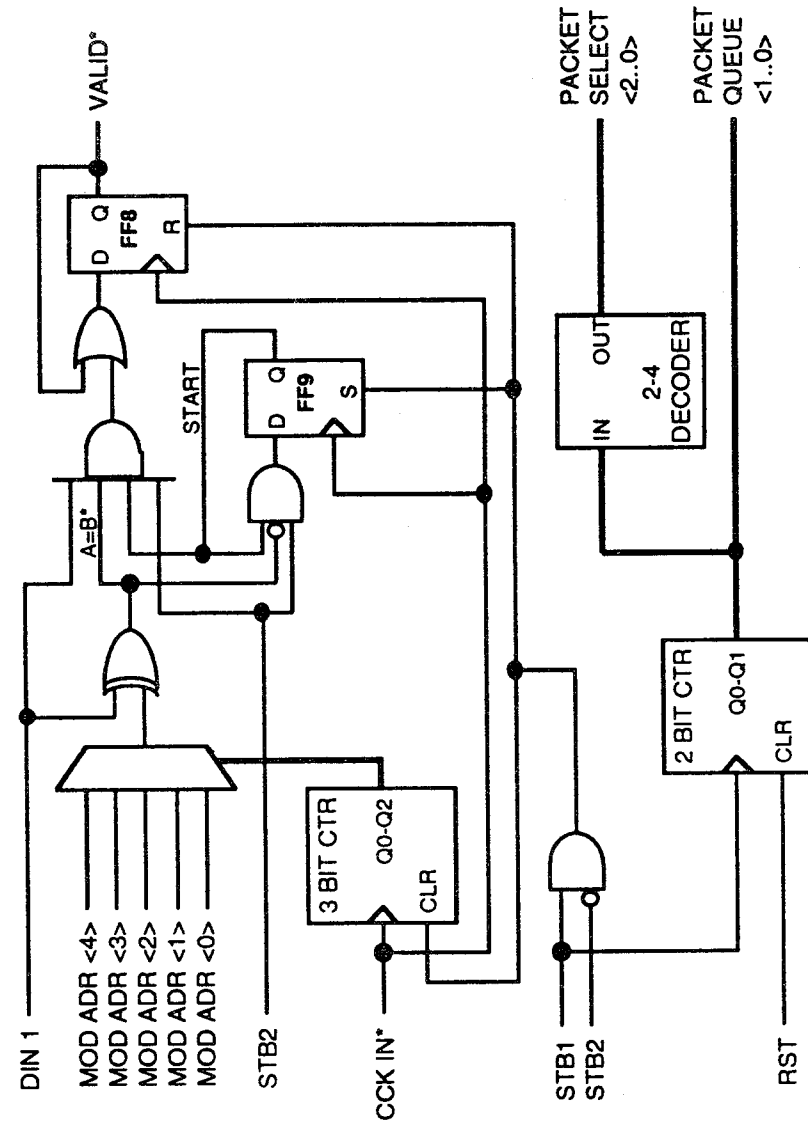 DIN 1
MOD ADR <4>
MOD ADR <3>
MOD ADR <2>
MOD ADR <1>
MOD ADR <0>
STB2
CCK IN*
STB1
STB2
RST
A=B*
START
D
Q
FF8
R
VALID*
D
Q
FF9
S
3 BIT CTR
Q0-Q2
CLR
2 BIT CTR
Q0-Q1
CLR
IN
OUT
2-4
DECODER
PACKET
SELECT
<2..0>
PACKET
QUEUE
<1..0>